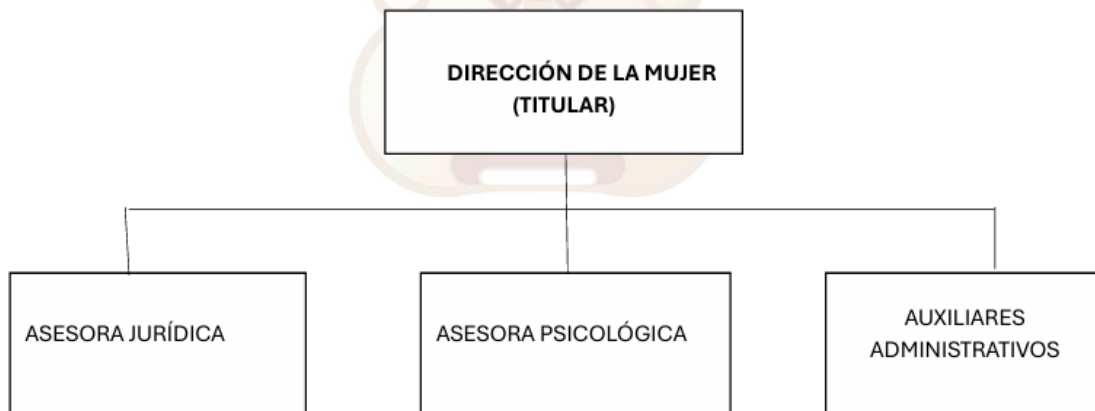 DIRECCIÓN DE LA MUJER
(TITULAR)
ASESORA JURÍDICA
ASESORA PSICOLÓGICA
AUXILIARES
ADMINISTRATIVOS